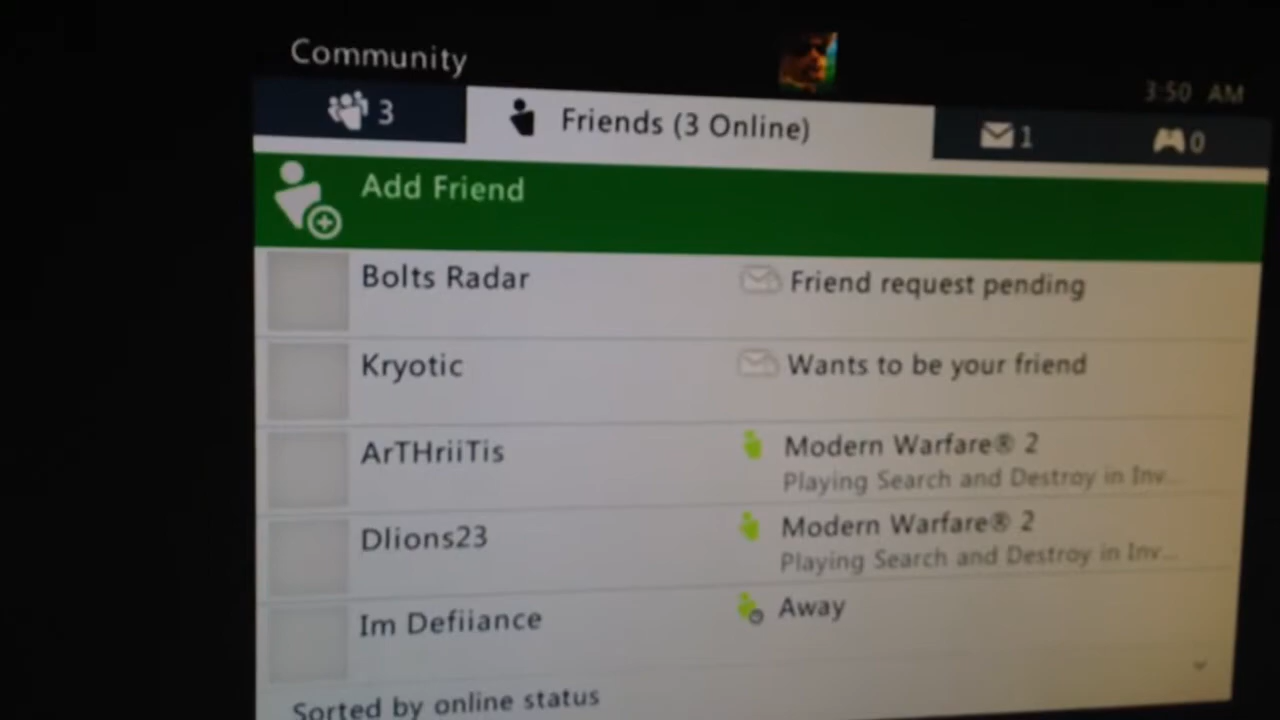 Community
3:50 AM
3
Friends (3 Online)
1
0
Add Friend
Bolts Radar
Friend request pending
Kryotic
Wants to be your friend
ArTHriiTis
Modern Warfare® 2
Playing Search and Destroy in Inv...
Dlions23
Modern Warfare® 2
Playing Search and Destroy in Inv...
Im Defiiance
Away
Sorted by online status